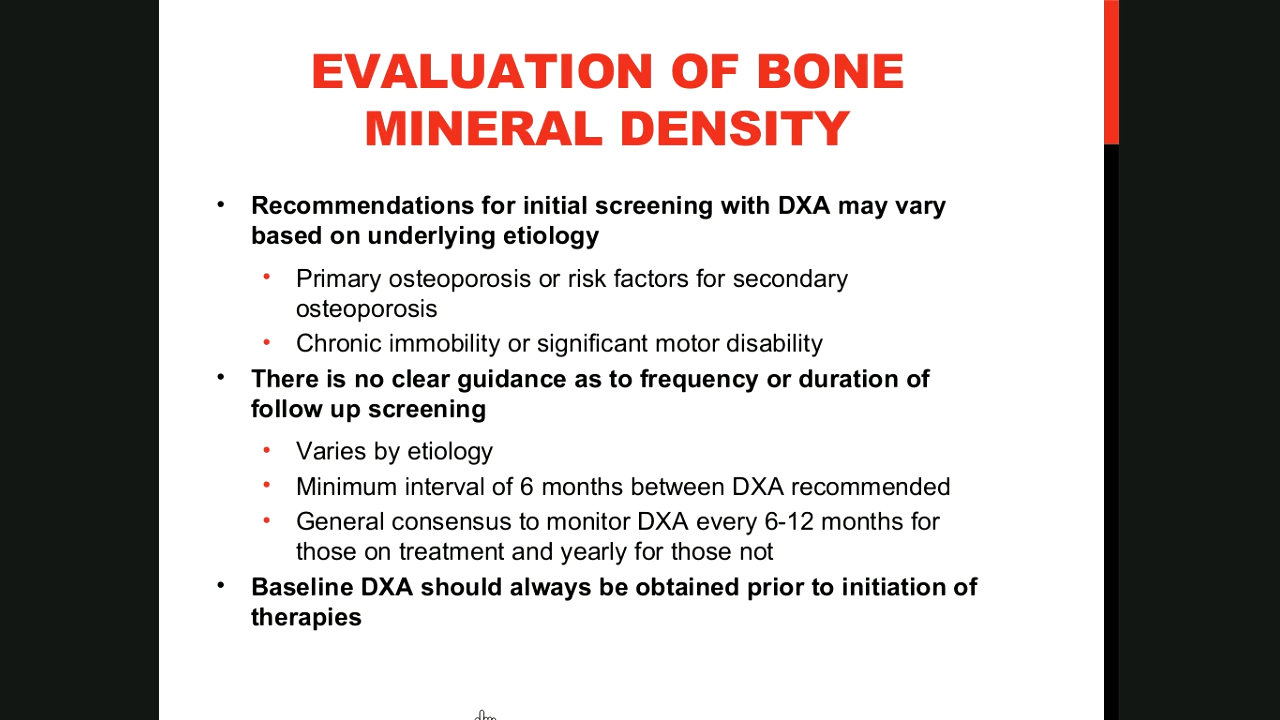 EVALUATION OF BONE
MINERAL DENSITY
• Recommendations for initial screening with DXA may vary
based on underlying etiology
• Primary osteoporosis or risk factors for secondary
osteoporosis
• Chronic immobility or significant motor disability
• There is no clear guidance as to frequency or duration of
follow up screening
• Varies by etiology
• Minimum interval of 6 months between DXA recommended
• General consensus to monitor DXA every 6-12 months for
those on treatment and yearly for those not
• Baseline DXA should always be obtained prior to initiation of
therapies